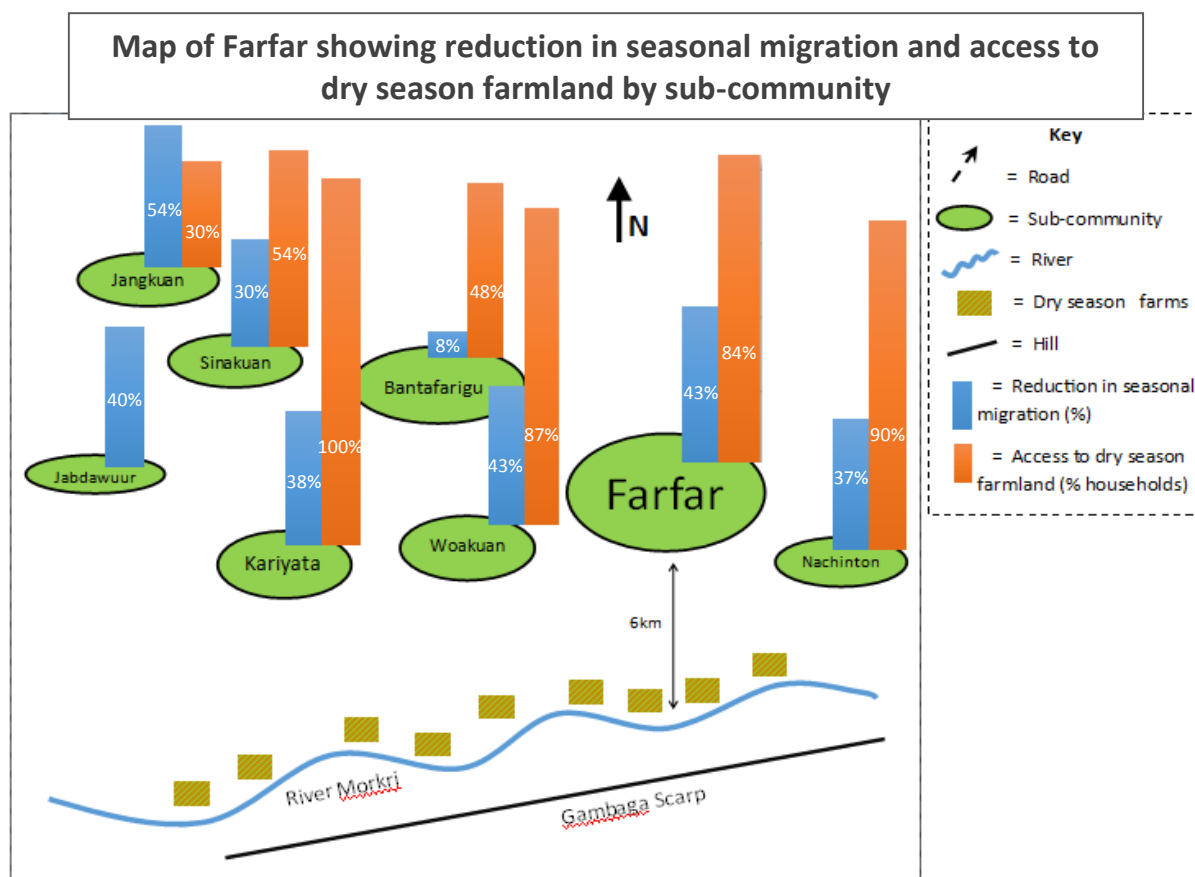 Map of Farfar showing reduction in seasonal migration and access to
dry season farmland by sub-community
Key
= Road
= Sub-community
= River
= Dry season farms
= Hill
= Reduction in seasonal
migration (%)
= Access to dry season
farmland (% households)
N
54%
30%
Jangkuan
30%
54%
Sinakuan
40%
Jabdawuur
38%
100%
Kariyata
8%
48%
Bantafarigu
43%
87%
Woakuan
43%
84%
Farfar
37%
90%
Nachinton
6km
River Morkri
Gambaga Scarp